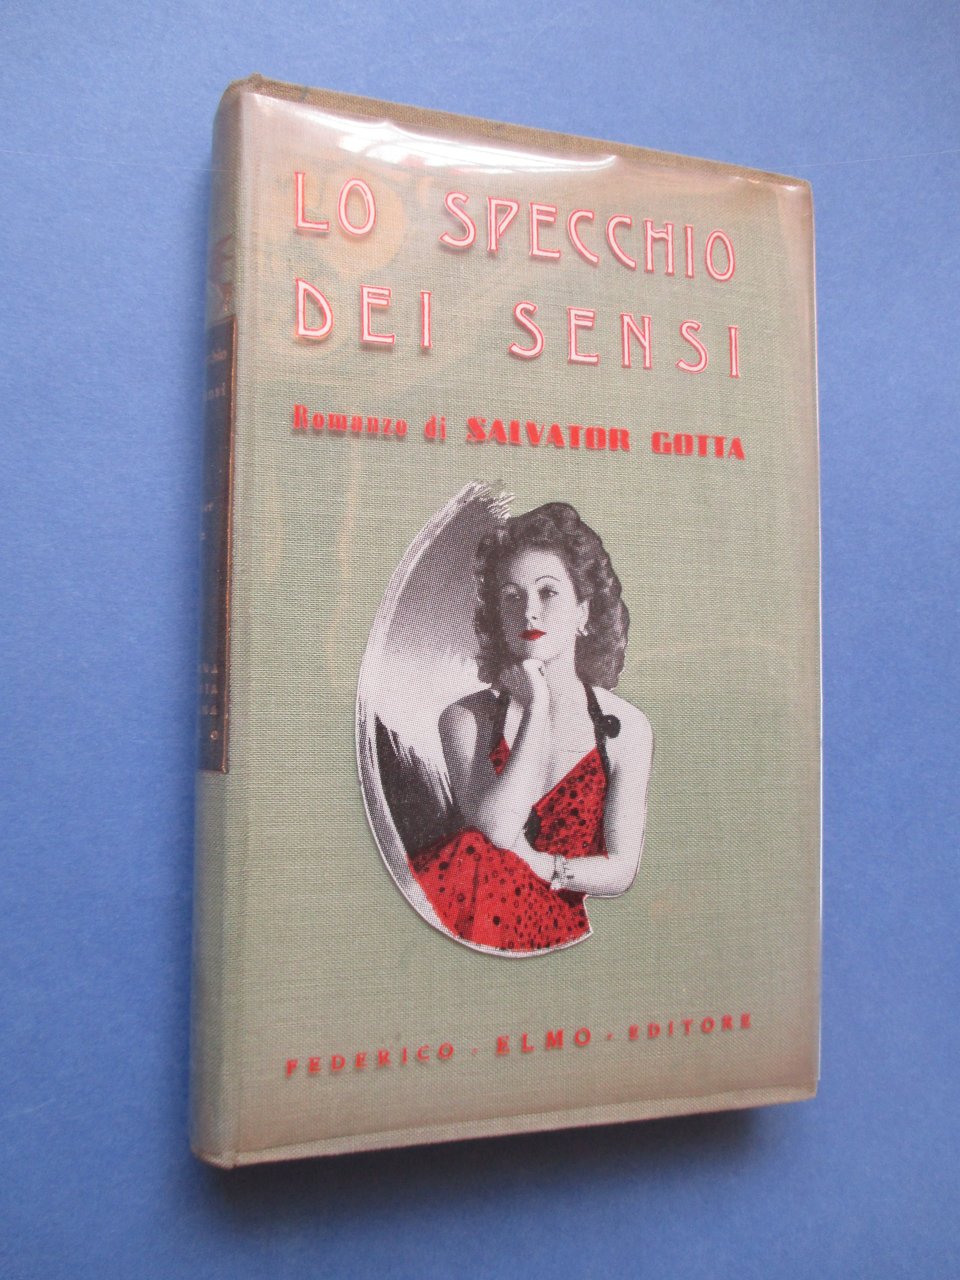 LO SPECCHIO
DEI SENSI
Romanzo di SALVATOR GOTTA
FEDERICO . ELMO . EDITORE